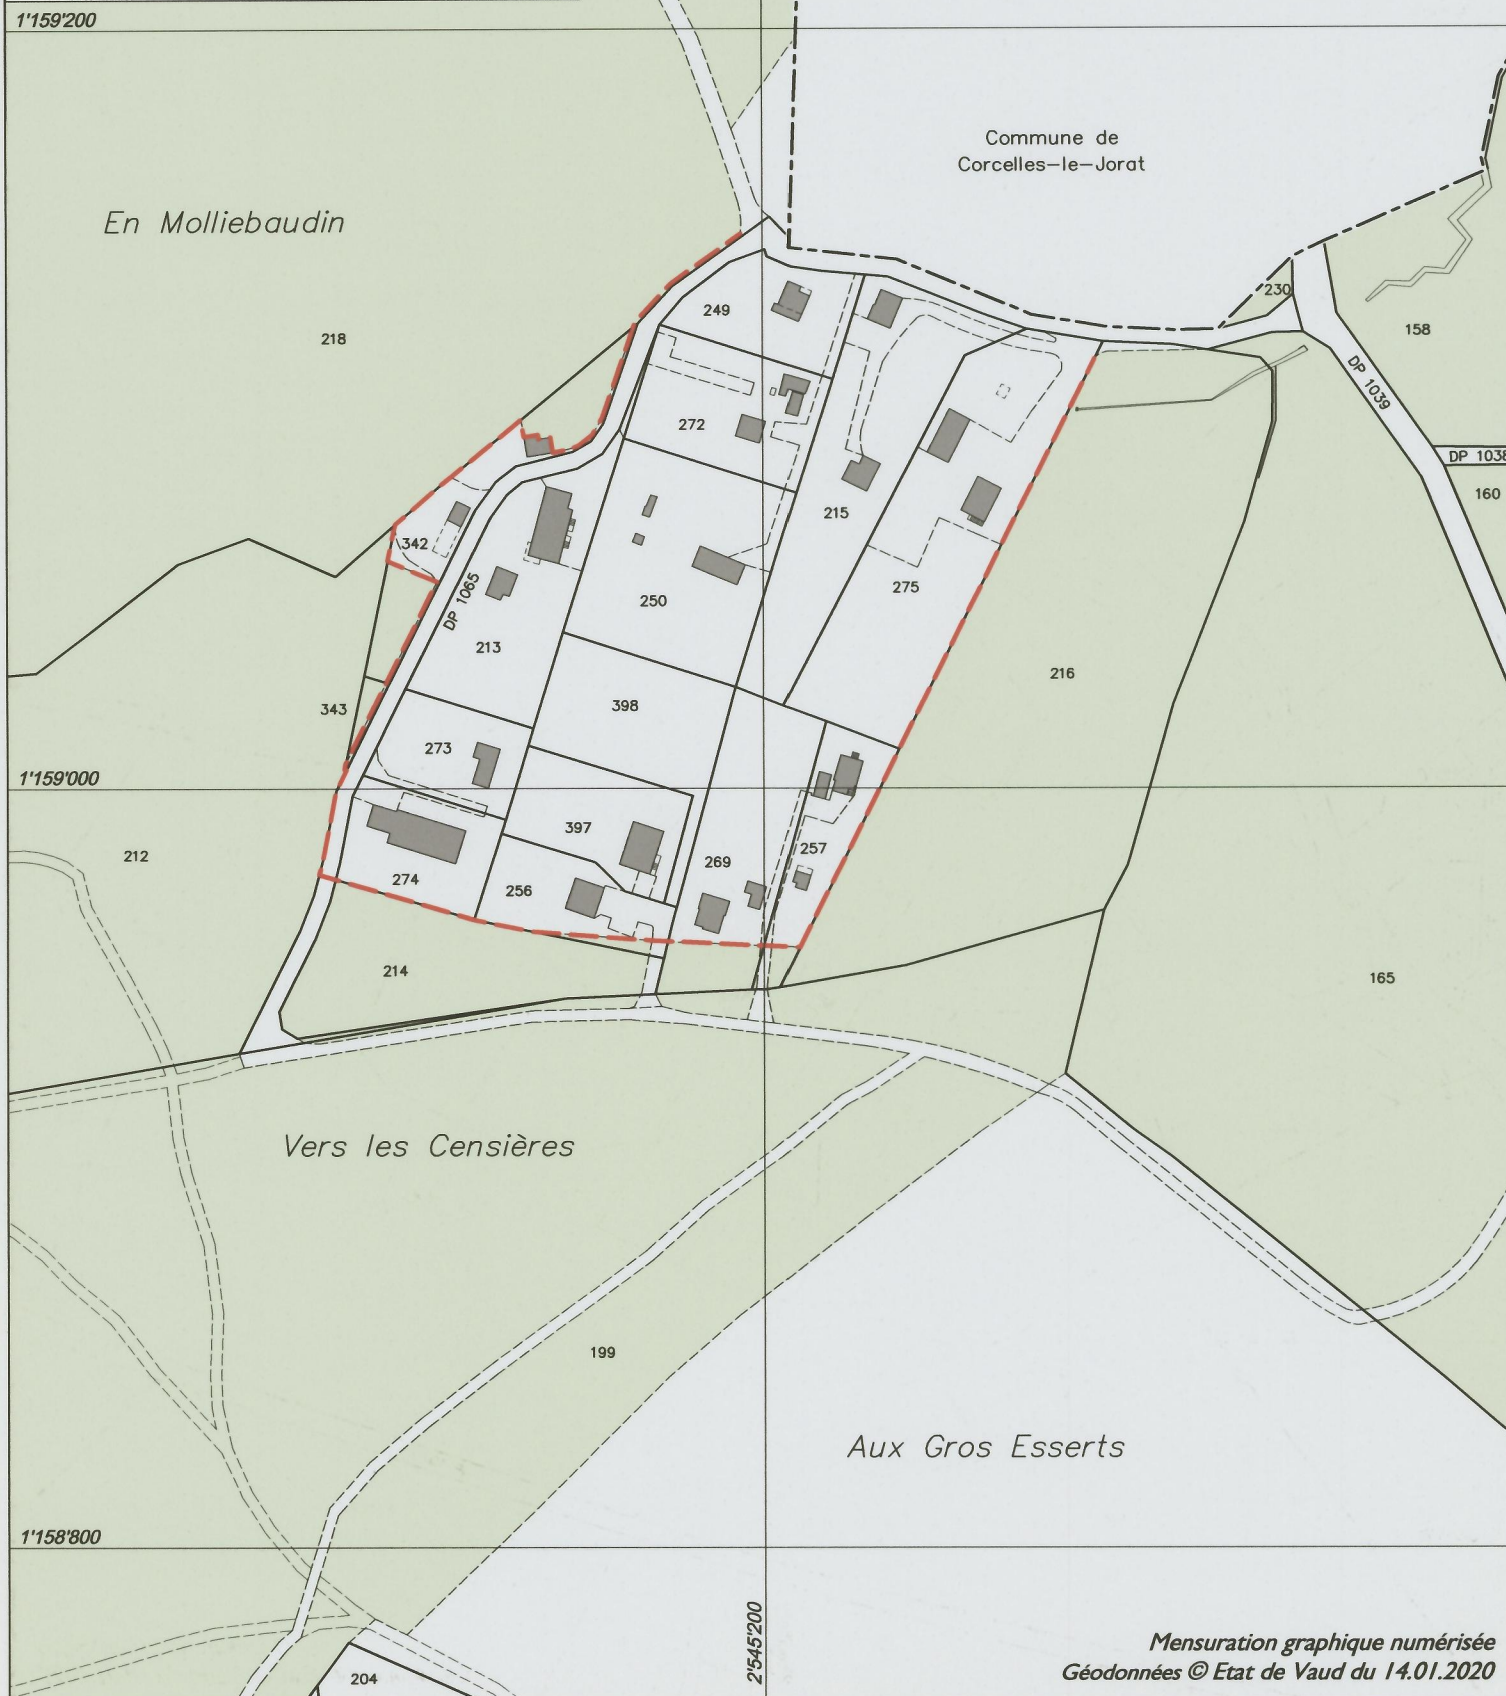 1'159'200
Commune de
Corcelles-le-Jorat
En Molliebaudin
230
249
158
218
DP 1039
272
DP 1038
160
215
342
275
DP 1065
250
213
216
398
343
273
1'159'000
397
257
212
269
274
256
214
165
Vers les Censières
199
Aux Gros Esserts
1'158'800
2'545'200
Mensuration graphique numérisée
Géodonnées © Etat de Vaud du 14.01.2020
204